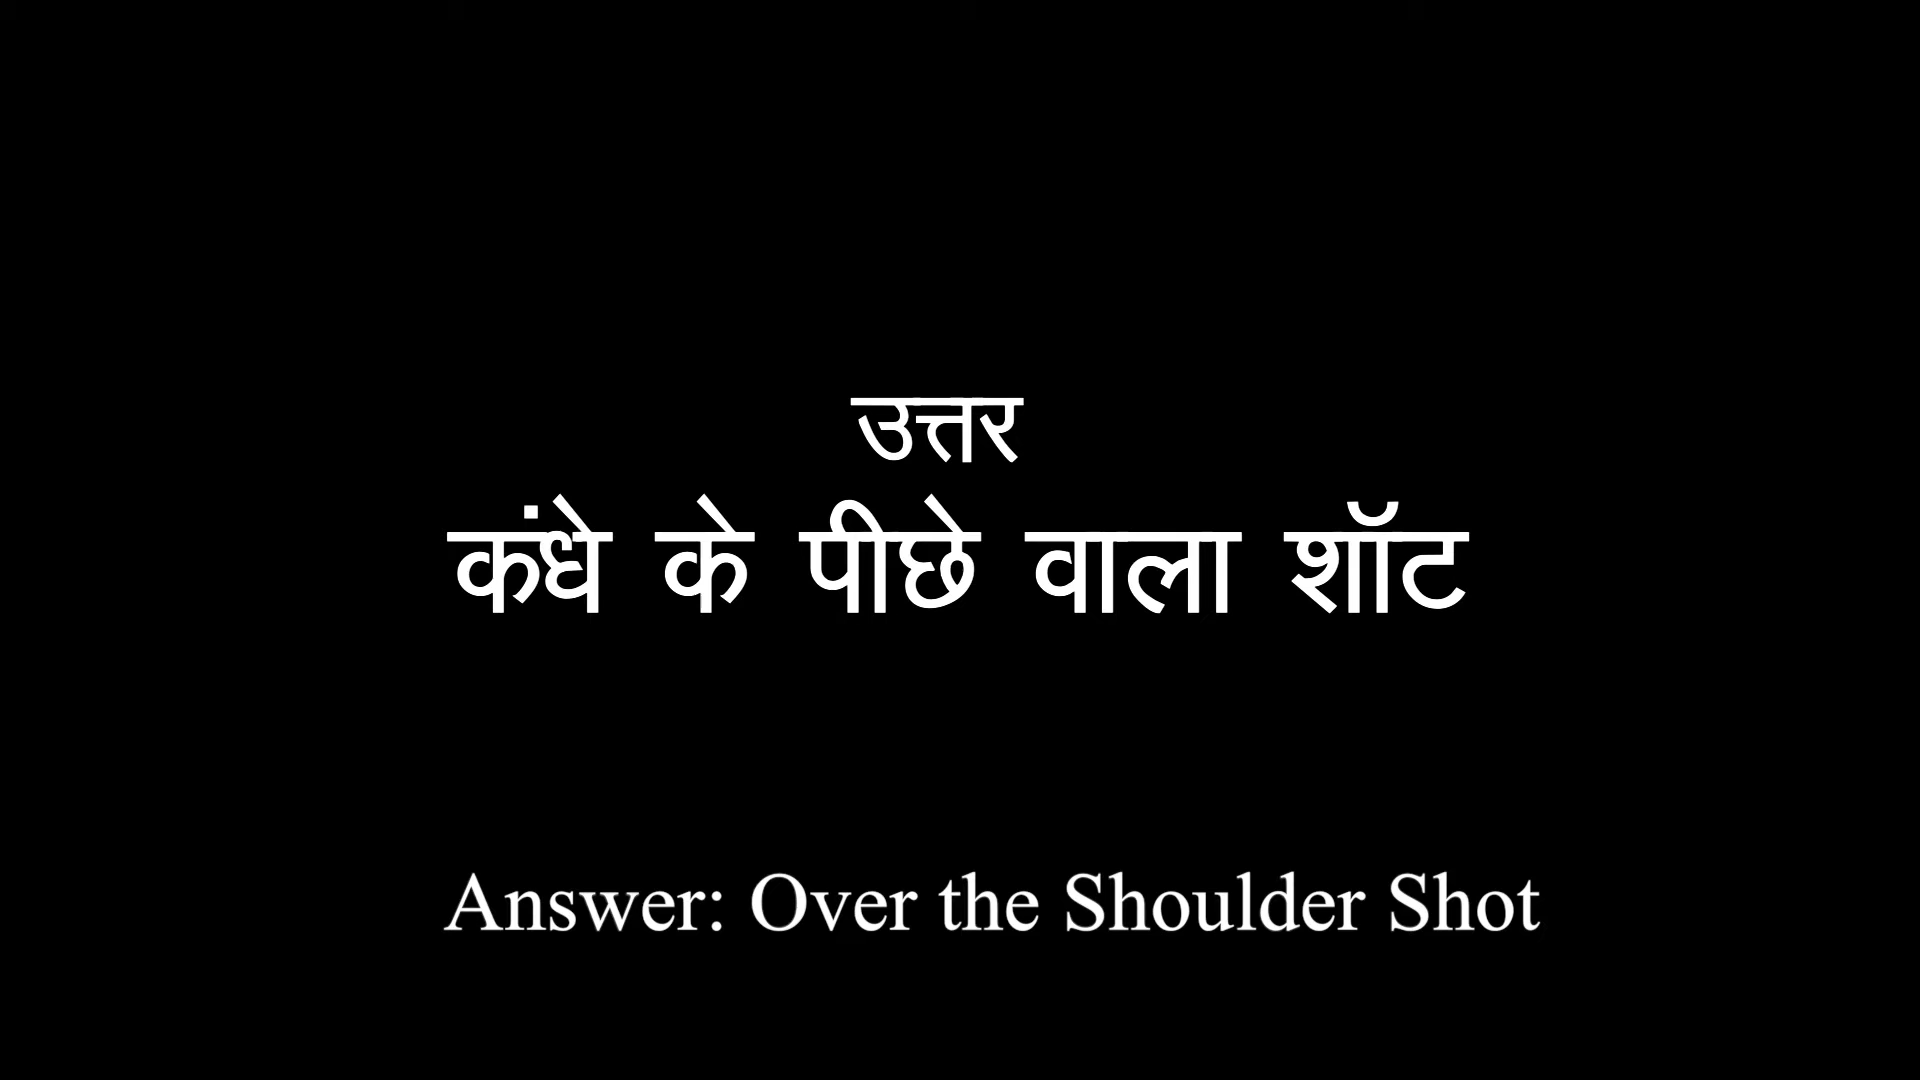 उत्तर
कंधे के पीछे वाला शॉट
Answer: Over the Shoulder Shot